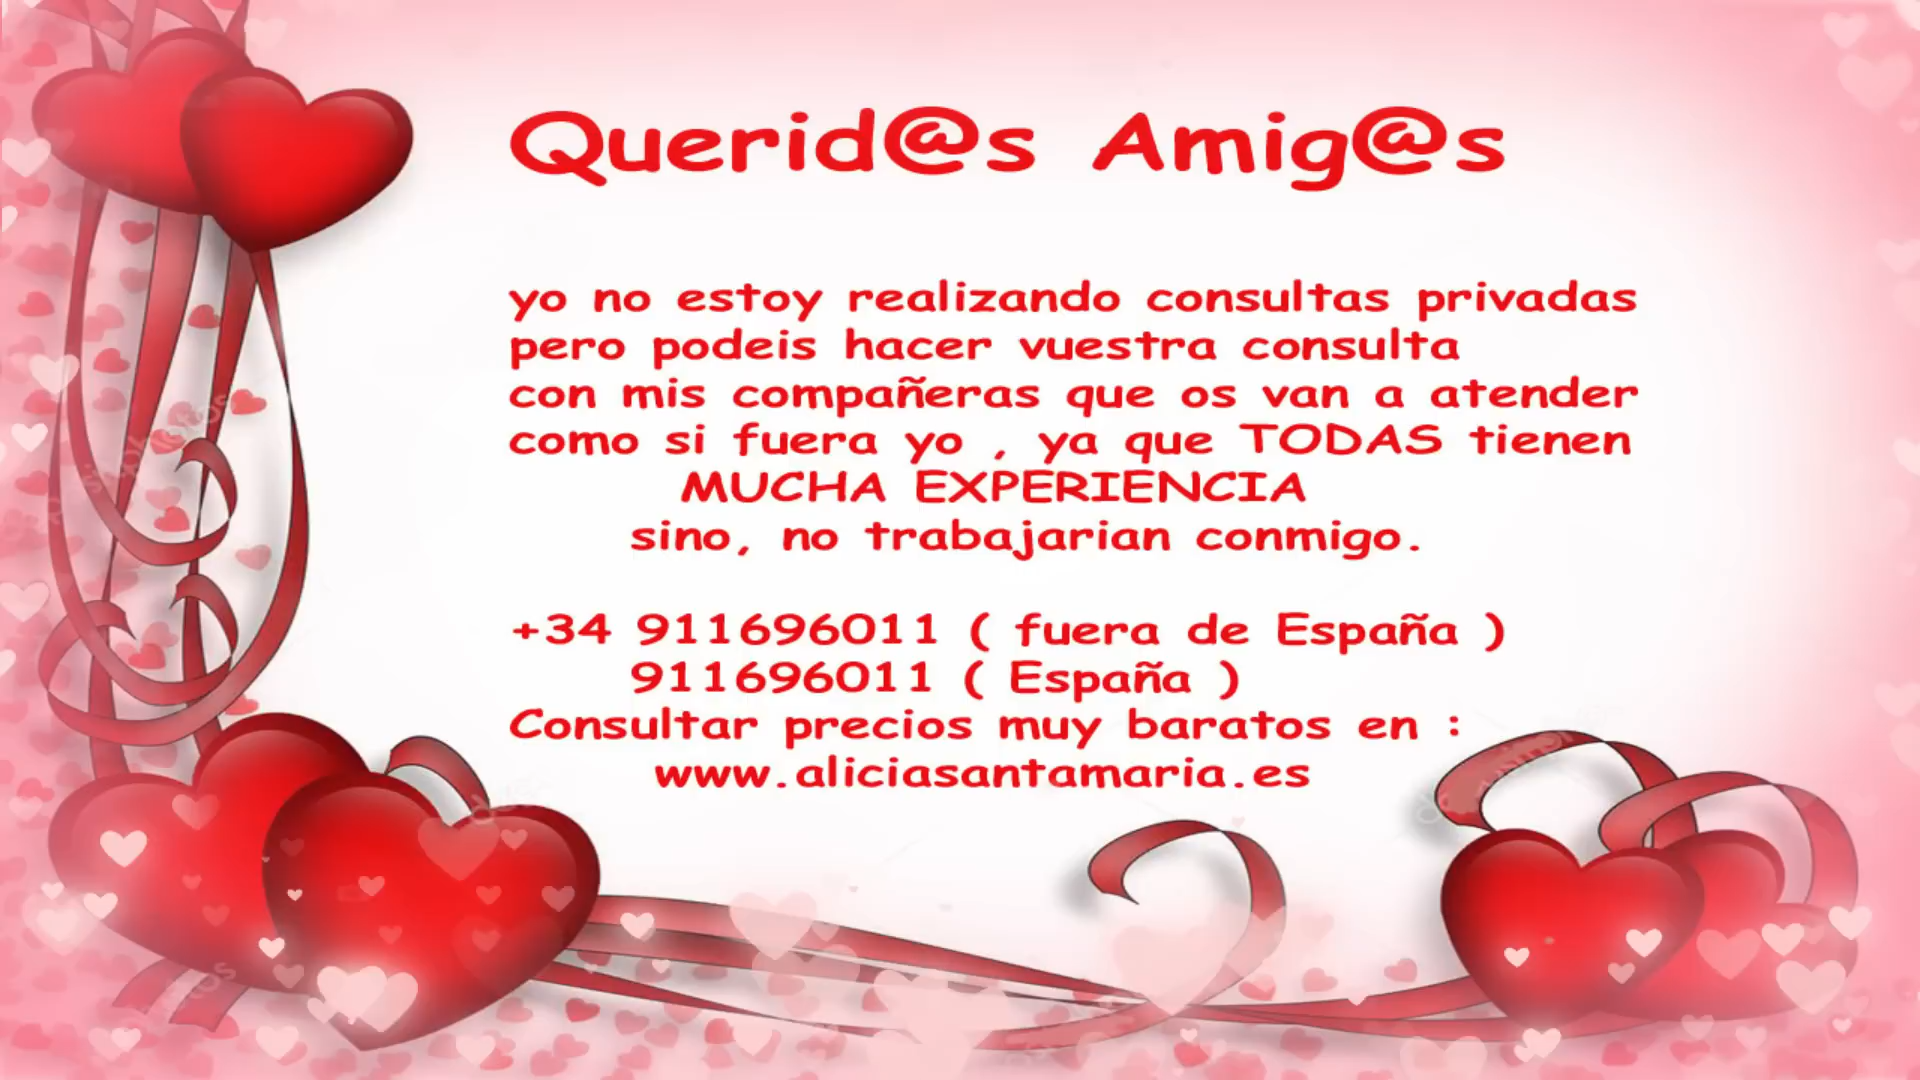 Querid@s Amig@s
yo no estoy realizando consultas privadas
pero podeis hacer vuestra consulta
con mis compañeras que os van a atender
como si fuera yo , ya que TODAS tienen
MUCHA EXPERIENCIA
sino, no trabajarian conmigo.
+34 911696011 ( fuera de España )
911696011 ( España )
Consultar precios muy baratos en :
www.aliciasantamaria.es